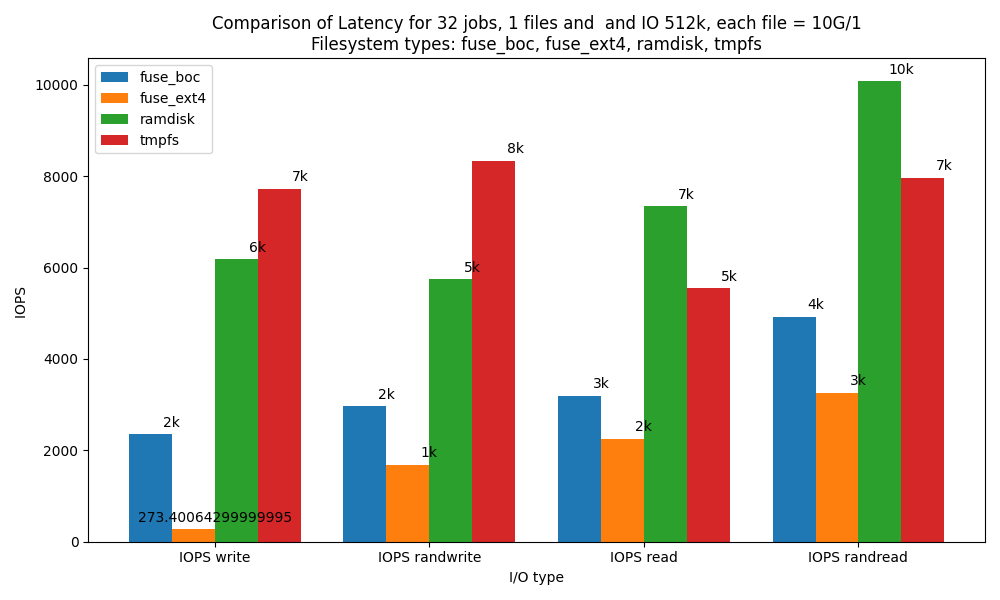 Comparison of Latency for 32 jobs, 1 files and  and IO 512k, each file = 10G/1
Filesystem types: fuse_boc, fuse_ext4, ramdisk, tmpfs
fuse_boc
fuse_ext4
ramdisk
tmpfs
IOPS
10000
8000
6000
4000
2000
0
2k
273.40064299999995
6k
7k
2k
1k
5k
8k
3k
2k
7k
5k
4k
3k
10k
7k
IOPS write
IOPS randwrite
IOPS read
IOPS randread
I/O type